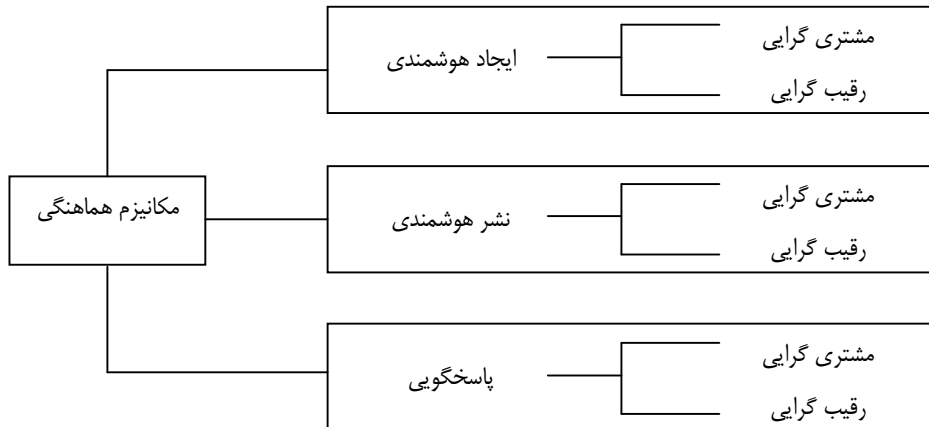 مشتری گرایی
ایجاد هوشمندی
رقیب گرایی
مکانیزم هماهنگی
مشتری گرایی
نشر هوشمندی
رقیب گرایی
مشتری گرایی
پاسخگویی
رقیب گرایی